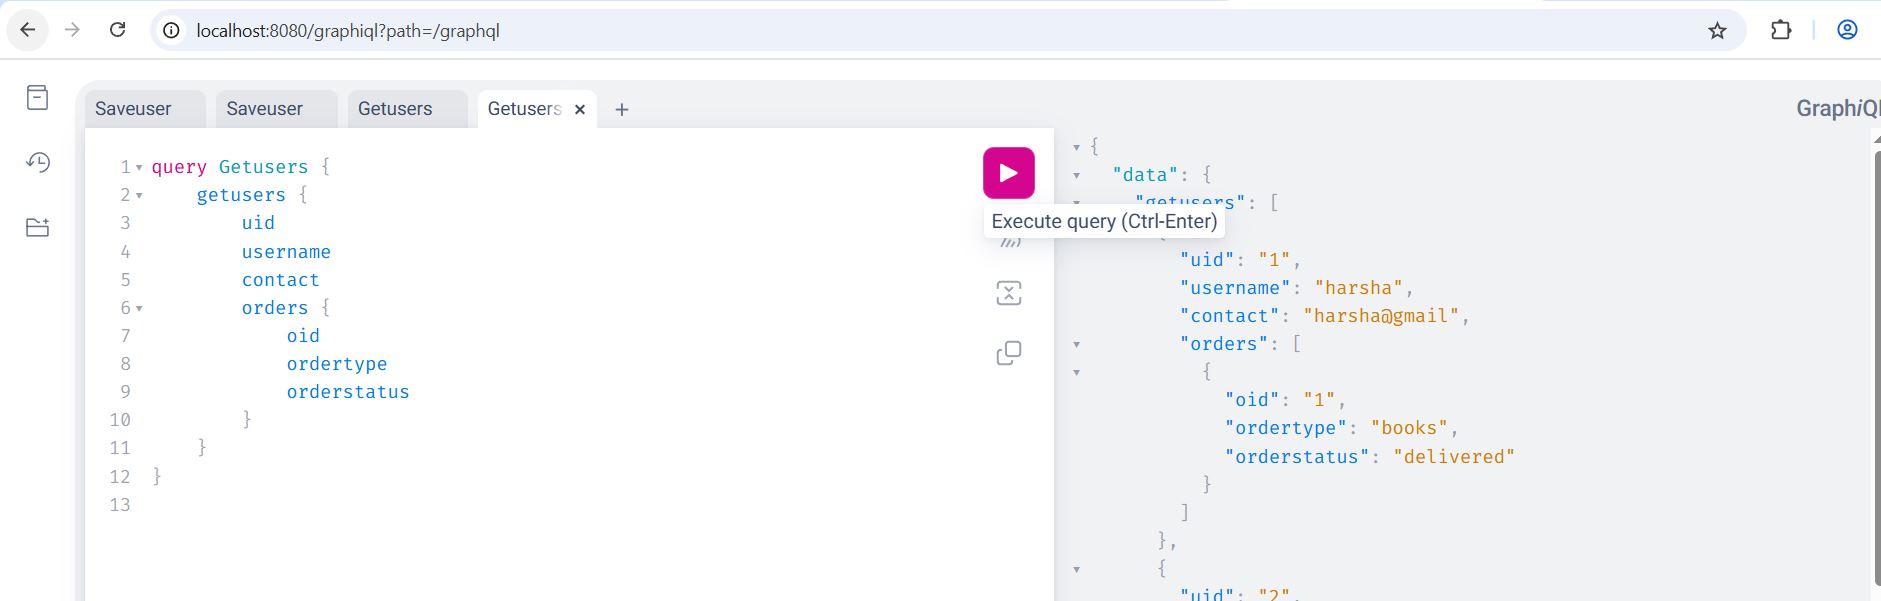 localhost:8080/graphiql?path=/graphql
Saveuser Saveuser Getusers Getusers × +
GraphiQL
1 query Getusers {
2 getusers {
3 uid
4 username
5 contact
6 orders {
7 oid
8 ordertype
9 orderstatus
10 }
11 }
12 }
13
Execute query (Ctrl-Enter)
{
"data": {
"getusers": [
"uid": "1",
"username": "harsha",
"contact": "harsha@gmail",
"orders": [
{
"oid": "1",
"ordertype": "books",
"orderstatus": "delivered"
}
]
},
{
"uid": "2",